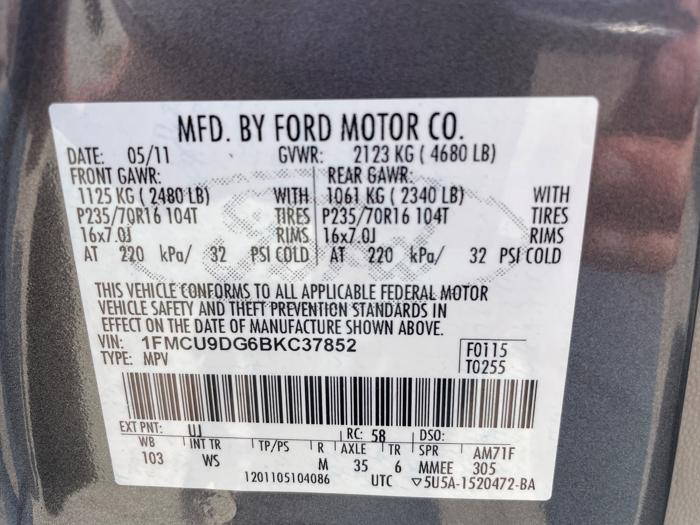 MFD. BY FORD MOTOR CO.
DATE: 05/11 GVWR: 2123 KG ( 4680 LB)
FRONT GAWR: REAR GAWR:
1125 KG ( 2480 LB) WITH 1061 KG ( 2340 LB) WITH
P235/70R16 104T TIRES P235/70R16 104T TIRES
16x7.0J RIMS 16x7.0J RIMS
AT 220 kPa/ 32 PSI COLD AT 220 kPa/ 32 PSI COLD
Ford
THIS VEHICLE CONFORMS TO ALL APPLICABLE FEDERAL MOTOR
VEHICLE SAFETY AND THEFT PREVENTION STANDARDS IN
EFFECT ON THE DATE OF MANUFACTURE SHOWN ABOVE.
VIN: 1FMCU9DG6BKC37852 F0115
TYPE: MPV T0255
EXT PNT: UJ RC: 58 DSO:
WB INT TR TP/PS R AXLE TR SPR AM71F
103 WS M 35 6 MMEE 305
1201105104086 UTC ▽5U5A-1520472-BA